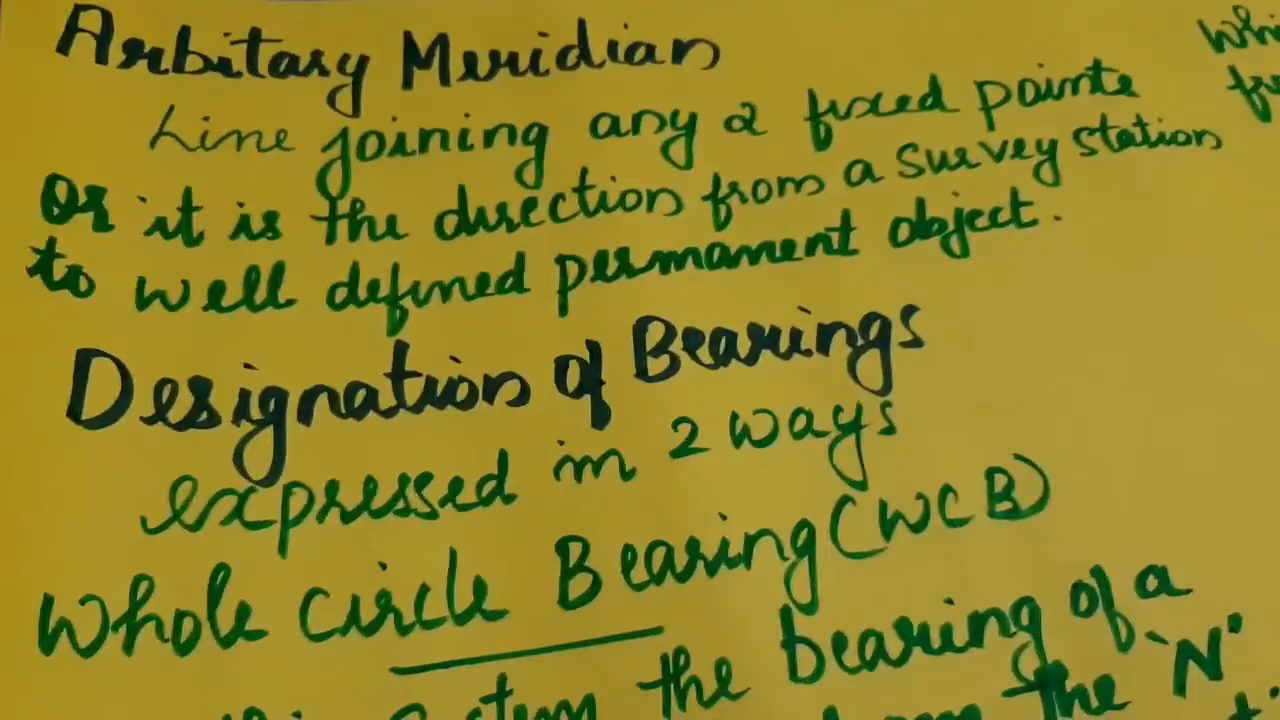 Arbitary Meridian
Line joining any 2 fixed points
Or it is the direction from a survey station
to well defined permanent object.
Designation of Bearings
expressed in 2 ways
Whole Circle Bearing (WCB)
system the bearing of a
the 'N'